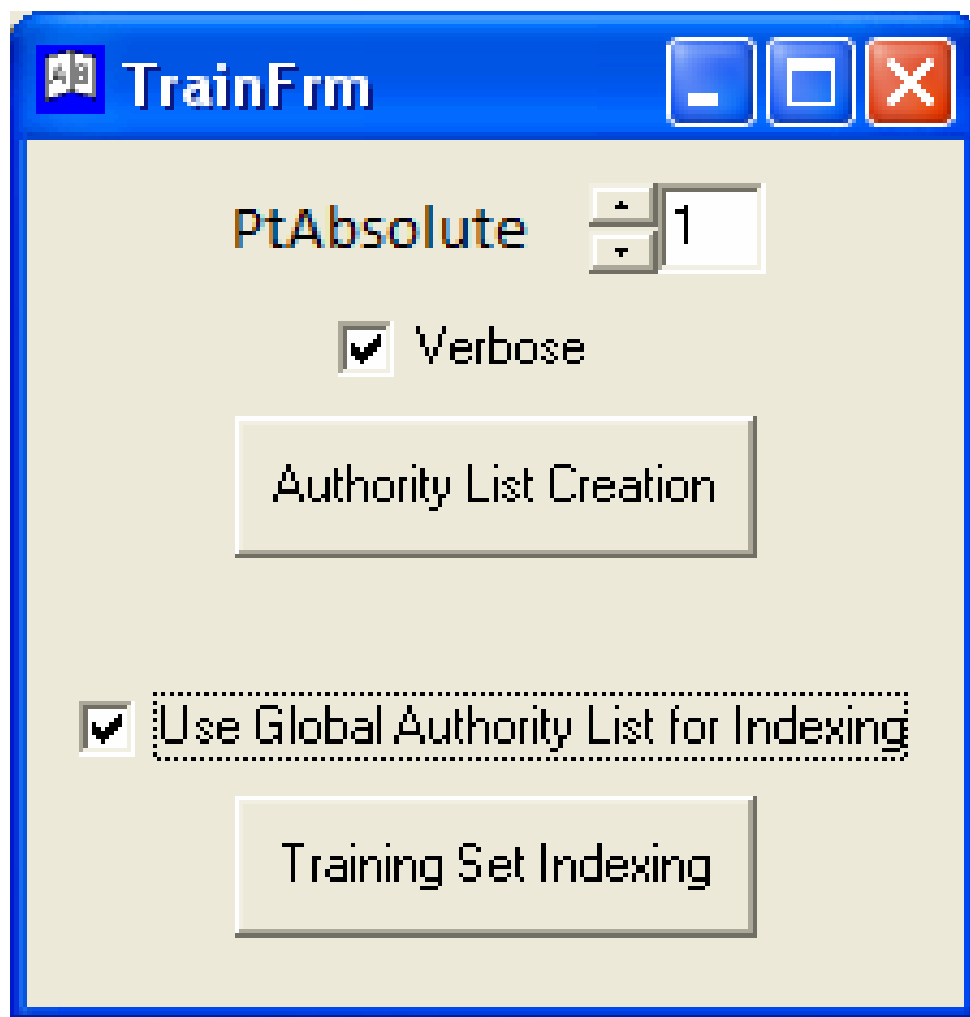 TrainFrm
PtAbsolute 1
Verbose
Authority List Creation
Use Global Authority List for Indexing
Training Set Indexing